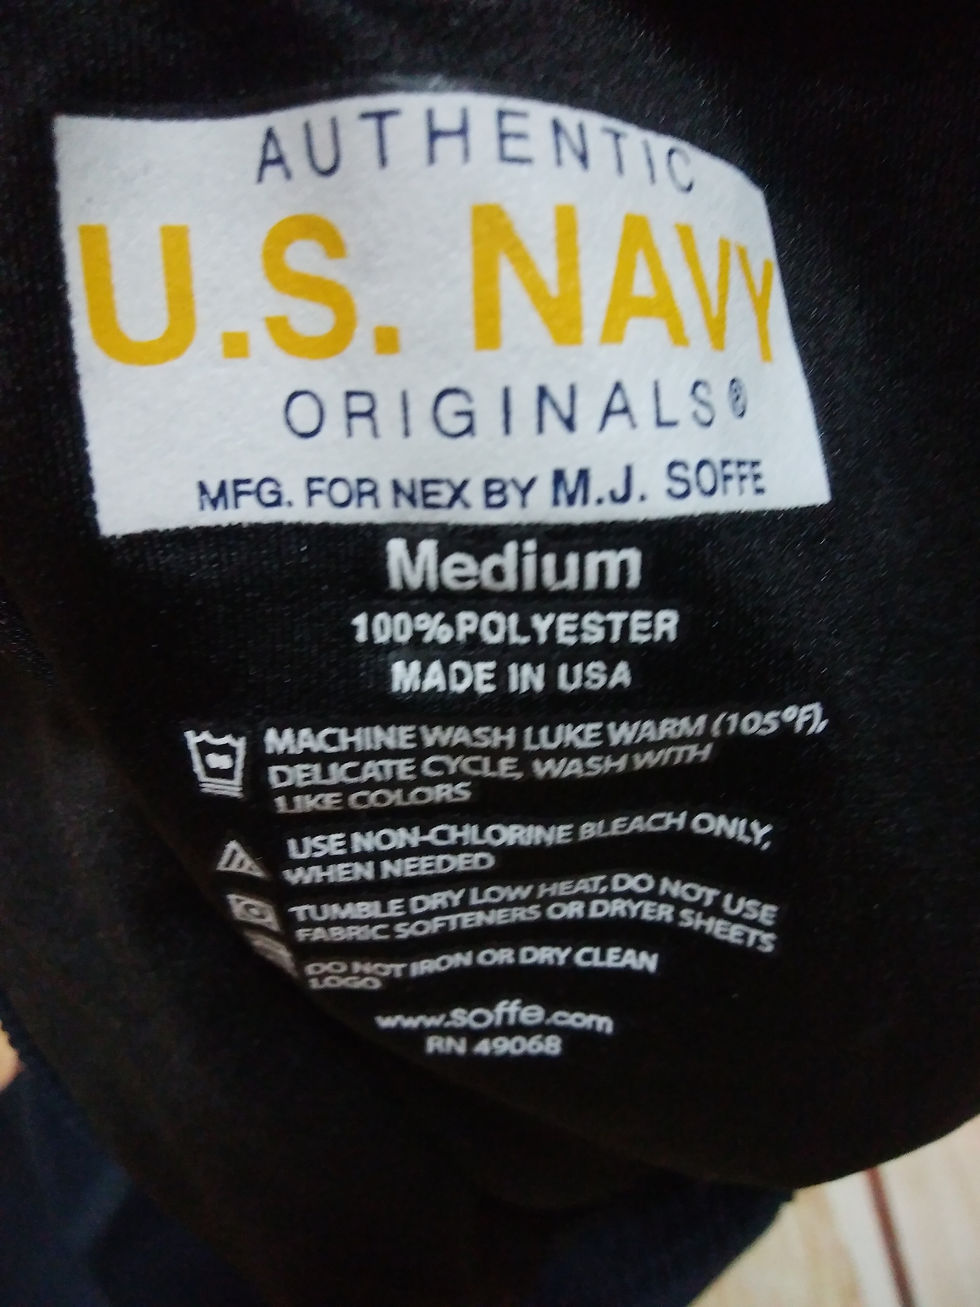 AUTHENTIC
U.S. NAVY
ORIGINALS®
MFG. FOR NEX BY M.J. SOFFE
Medium
100%POLYESTER
MADE IN USA
MACHINE WASH LUKE WARM (105ºF),
DELICATE CYCLE, WASH WITH
LIKE COLORS
USE NON-CHLORINE BLEACH ONLY,
WHEN NEEDED
TUMBLE DRY LOW HEAT, DO NOT USE
FABRIC SOFTENERS OR DRYER SHEETS
DO NOT IRON OR DRY CLEAN
LOGO
www.soffe.com
RN 49068